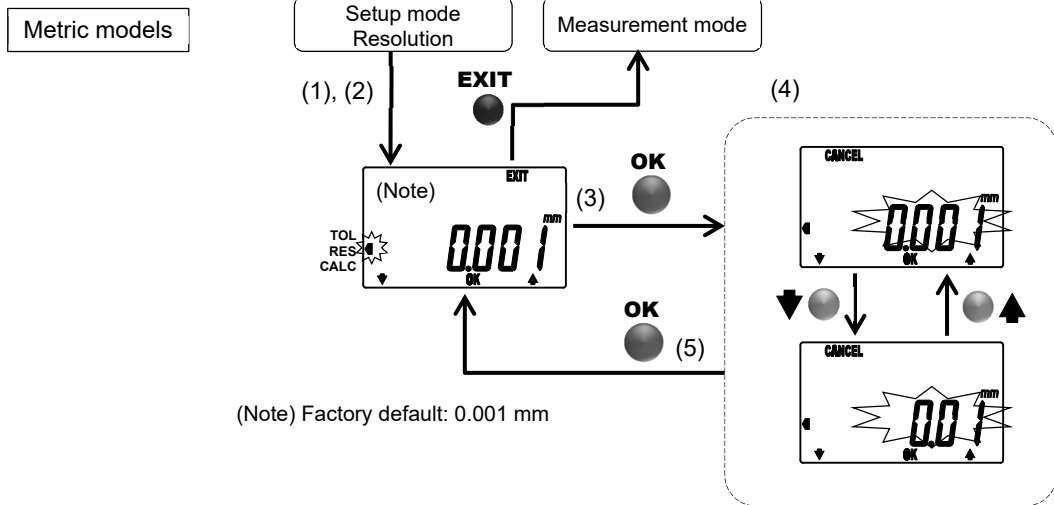 Metric models
Setup mode
Resolution
Measurement mode
(1), (2)
EXIT
(4)
(Note)
EXIT
TOL
RES
CALC
0.001
mm
OK
(3)
OK
CANCEL
0.001
mm
OK
OK
(5)
CANCEL
0.01
mm
OK
(Note) Factory default: 0.001 mm